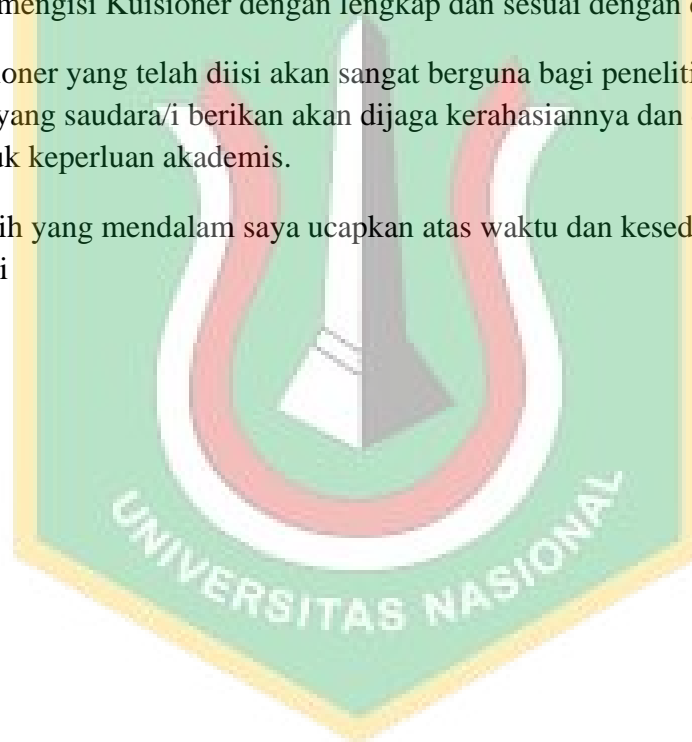 mengisi Kuisioner dengan lengkap dan sesuai dengan
oner yang telah diisi akan sangat berguna bagi peneliti
yang saudara/i berikan akan dijaga kerahasiannya dan
uk keperluan akademis.
ih yang mendalam saya ucapkan atas waktu dan kesed
i
UNIVERSITAS NASIONAL